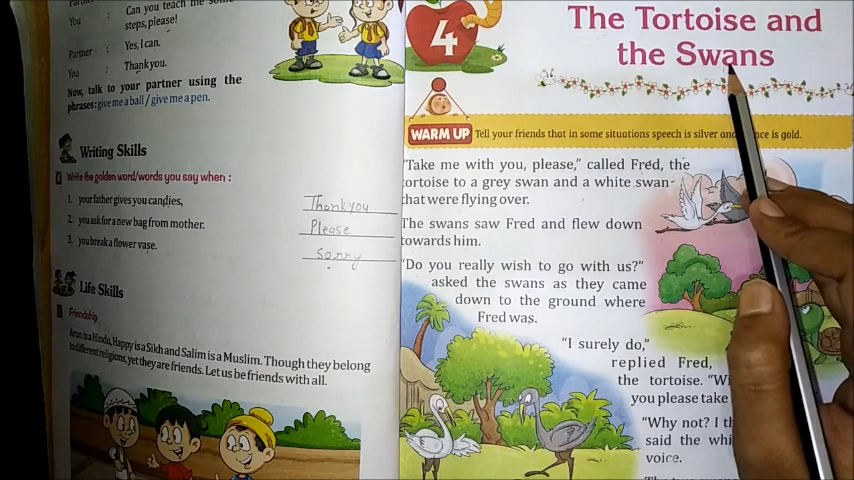 Partner :
You : Can you teach me some
steps, please!
Partner : Yes, I can.
You : Thank you.
Now, talk to your partner using the
phrases: give me a ball / give me a pen.
Writing Skills
Write the golden word/words you say when :
1. your father gives you candies, Thankyou
2. you ask for a new bag from mother. Please
3. you break a flower vase. Sorry
Life Skills
Friendship
Arun is a Hindu, Happy is a Sikh and Salim is a Muslim. Though they belong
to different religions, yet they are friends. Let us be friends with all.
4
The Tortoise and
the Swans
WARM UP Tell your friends that in some situations speech is silver and is gold.
"Take me with you, please," called Fred, the
tortoise to a grey swan and a white swan
that were flying over.
The swans saw Fred and flew down
towards him.
"Do you really wish to go with us?"
asked the swans as they came
down to the ground where
Fred was.
"I surely do,"
replied Fred,
the tortoise.
you please take
"Why not? I
said the
voice.